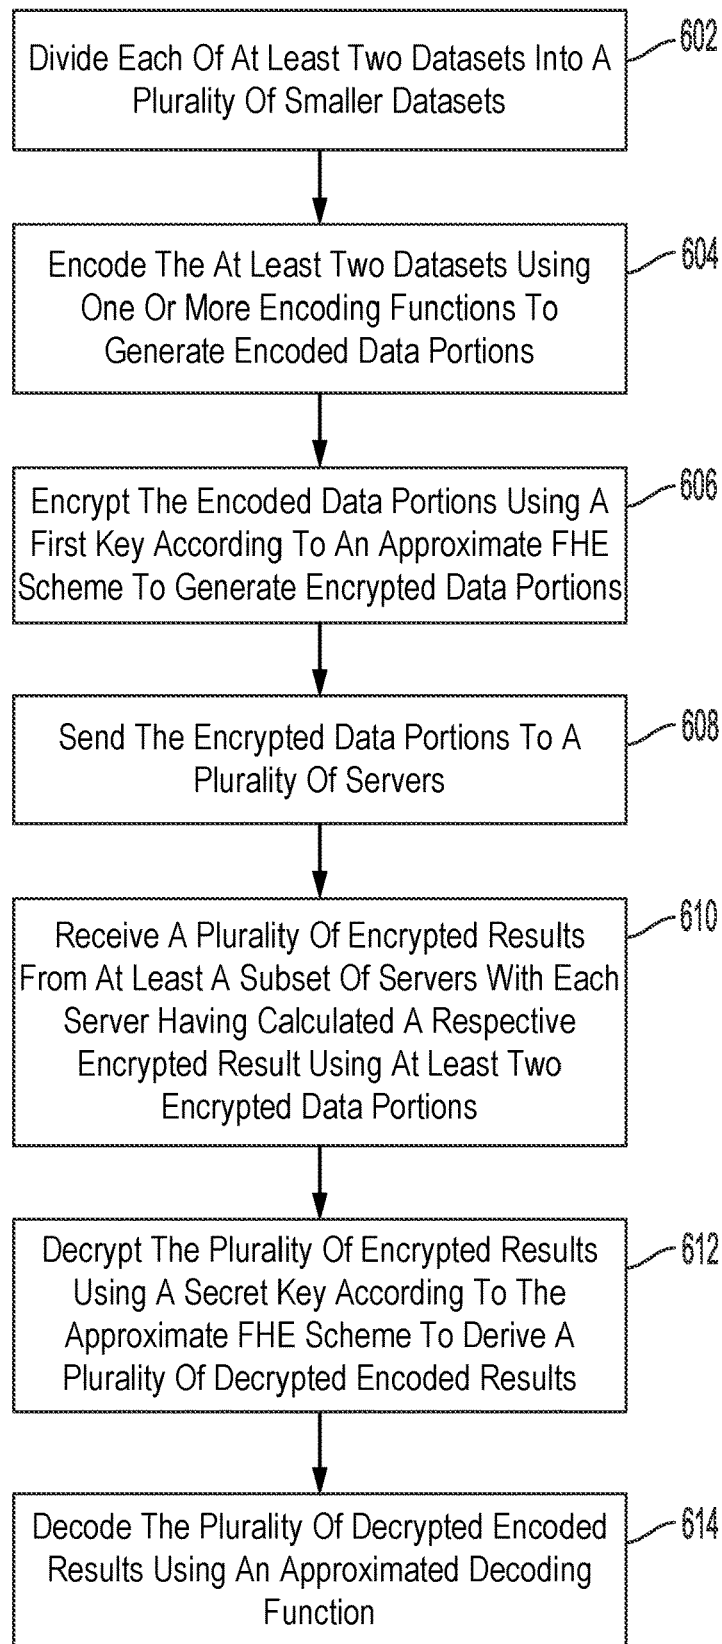 Divide Each Of At Least Two Datasets Into A
Plurality Of Smaller Datasets
602
Encode The At Least Two Datasets Using
One Or More Encoding Functions To
Generate Encoded Data Portions
604
Encrypt The Encoded Data Portions Using A
First Key According To An Approximate FHE
Scheme To Generate Encrypted Data Portions
606
Send The Encrypted Data Portions To A
Plurality Of Servers
608
Receive A Plurality Of Encrypted Results
From At Least A Subset Of Servers With Each
Server Having Calculated A Respective
Encrypted Result Using At Least Two
Encrypted Data Portions
610
Decrypt The Plurality Of Encrypted Results
Using A Secret Key According To The
Approximate FHE Scheme To Derive A
Plurality Of Decrypted Encoded Results
612
Decode The Plurality Of Decrypted Encoded
Results Using An Approximated Decoding
Function
614